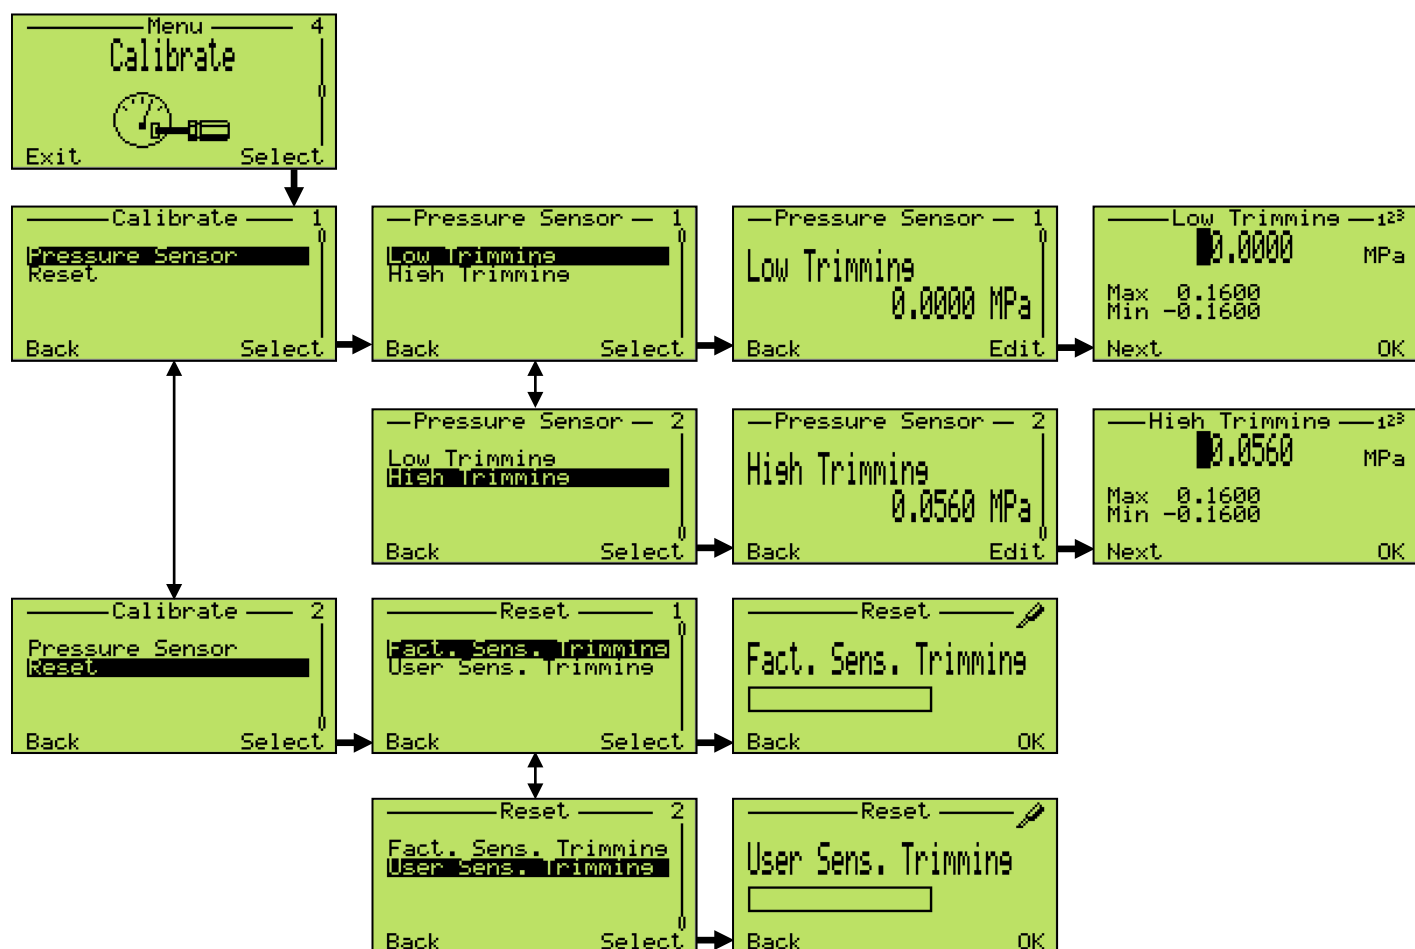 Menu 4
Calibrate
Exit Select
Calibrate 1
Pressure Sensor
Reset
Back Select
Pressure Sensor 1
Low Trimming
High Trimming
Back Select
Pressure Sensor 1
Low Trimming
0.0000 MPa
Back Edit
Low Trimming 123
0.0000 MPa
Max 0.1600
Min -0.1600
Next OK
Pressure Sensor 2
Low Trimming
High Trimming
Back Select
Pressure Sensor 2
High Trimming
0.0560 MPa
Back Edit
High Trimming 123
0.0560 MPa
Max 0.1600
Min -0.1600
Next OK
Calibrate 2
Pressure Sensor
Reset
Back Select
Reset 1
Fact. Sens. Trimming
User Sens. Trimming
Back Select
Reset
Fact. Sens. Trimming
Back OK
Reset 2
Fact. Sens. Trimming
User Sens. Trimming
Back Select
Reset
User Sens. Trimming
Back OK